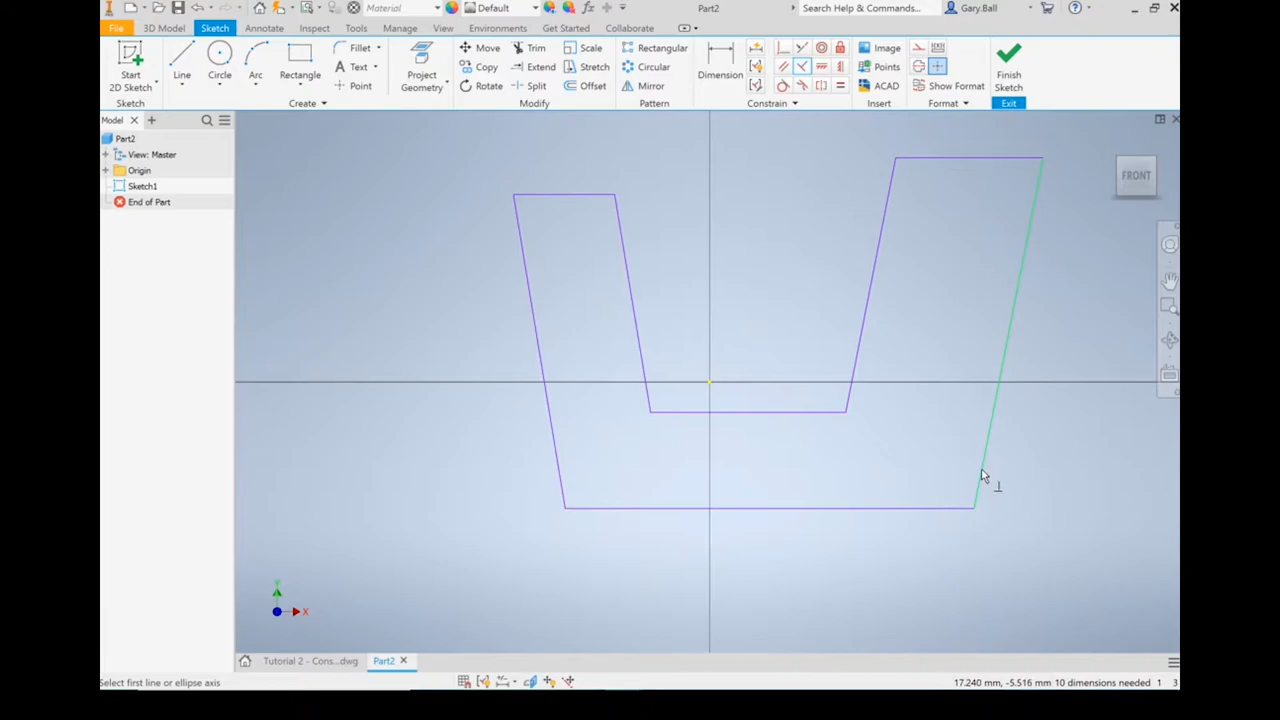 Material
Default
fx
Part2
Search Help & Commands...
Gary.Ball
File 3D Model Sketch Annotate Inspect Tools Manage View Environments Get Started Collaborate
Start
2D Sketch
Line
Circle
Arc
Rectangle
Fillet
Text
Point
Project
Geometry
Move
Copy
Rotate
Trim
Extend
Split
Scale
Stretch
Offset
Rectangular
Circular
Mirror
Dimension
Image
Points
ACAD
Show Format
Finish
Sketch
Sketch Create Modify Pattern Constrain Insert Format Exit
Model
Part2
View: Master
Origin
Sketch1
End of Part
FRONT
Y
X
Tutorial 2 - Cons....dwg Part2
Select first line or ellipse axis
17.240 mm, -5.516 mm 10 dimensions needed 1 3